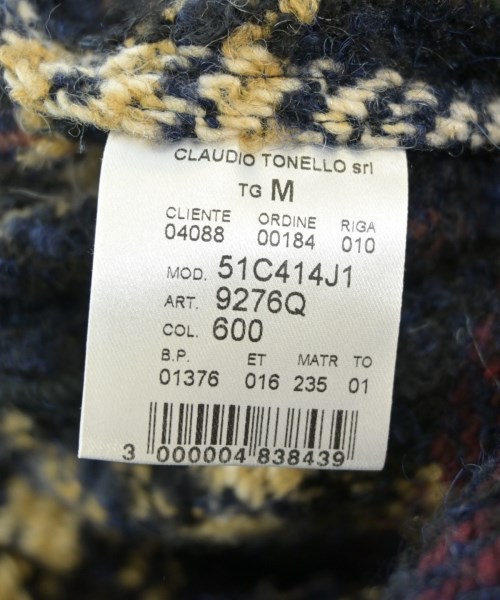 CLAUDIO TONELLO srl
TG M
CLIENTE ORDINE RIGA
04088 00184 010
MOD. 51C414J1
ART. 9276Q
COL. 600
B.P. ET MATR TO
01376 016 235 01
3 000004 838439